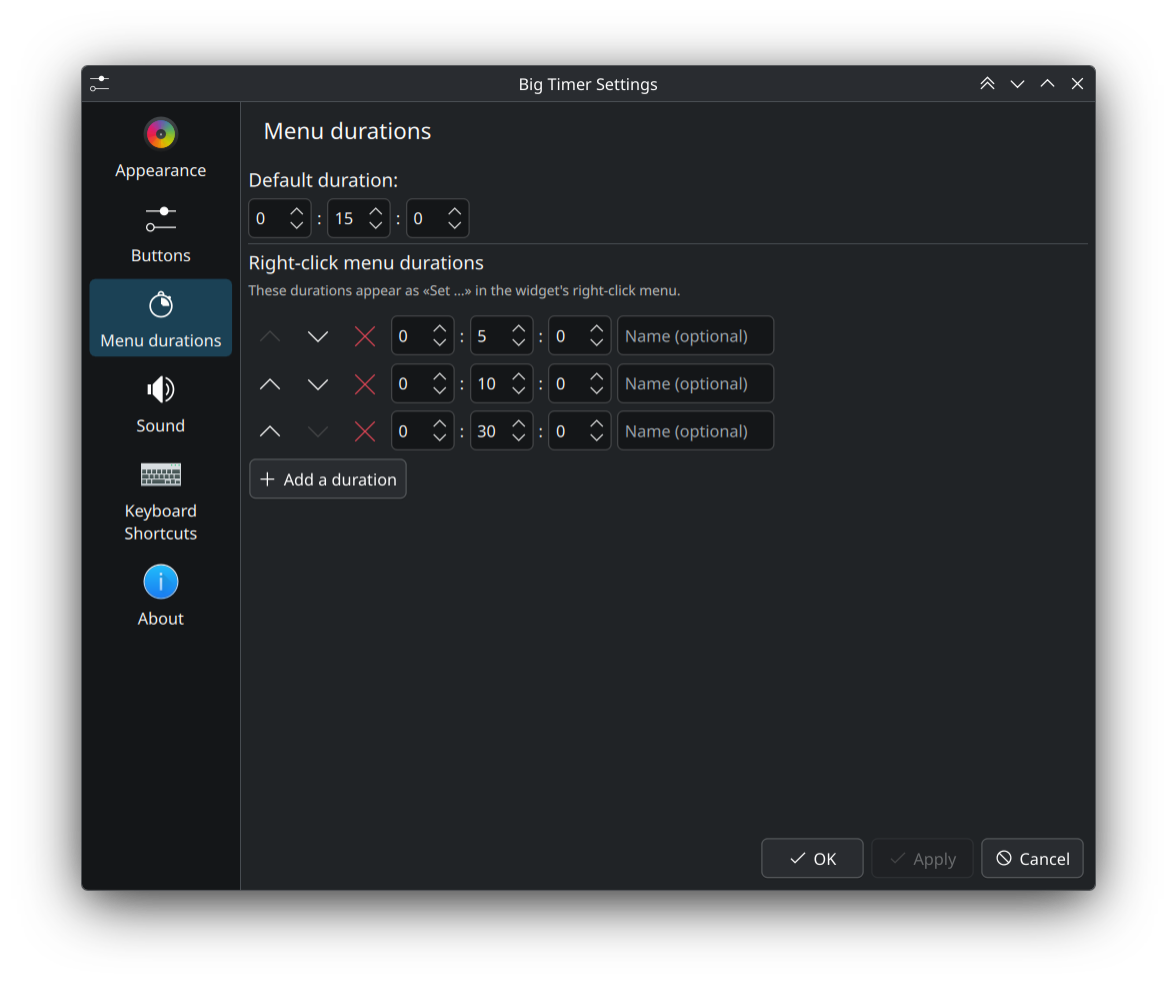 Big Timer Settings
Appearance
Buttons
Menu durations
Sound
Keyboard
Shortcuts
About
Menu durations
Default duration:
0 : 15 : 0
Right-click menu durations
These durations appear as «Set ...» in the widget's right-click menu.
0 : 5 : 0 Name (optional)
0 : 10 : 0 Name (optional)
0 : 30 : 0 Name (optional)
Add a duration
OK Apply Cancel